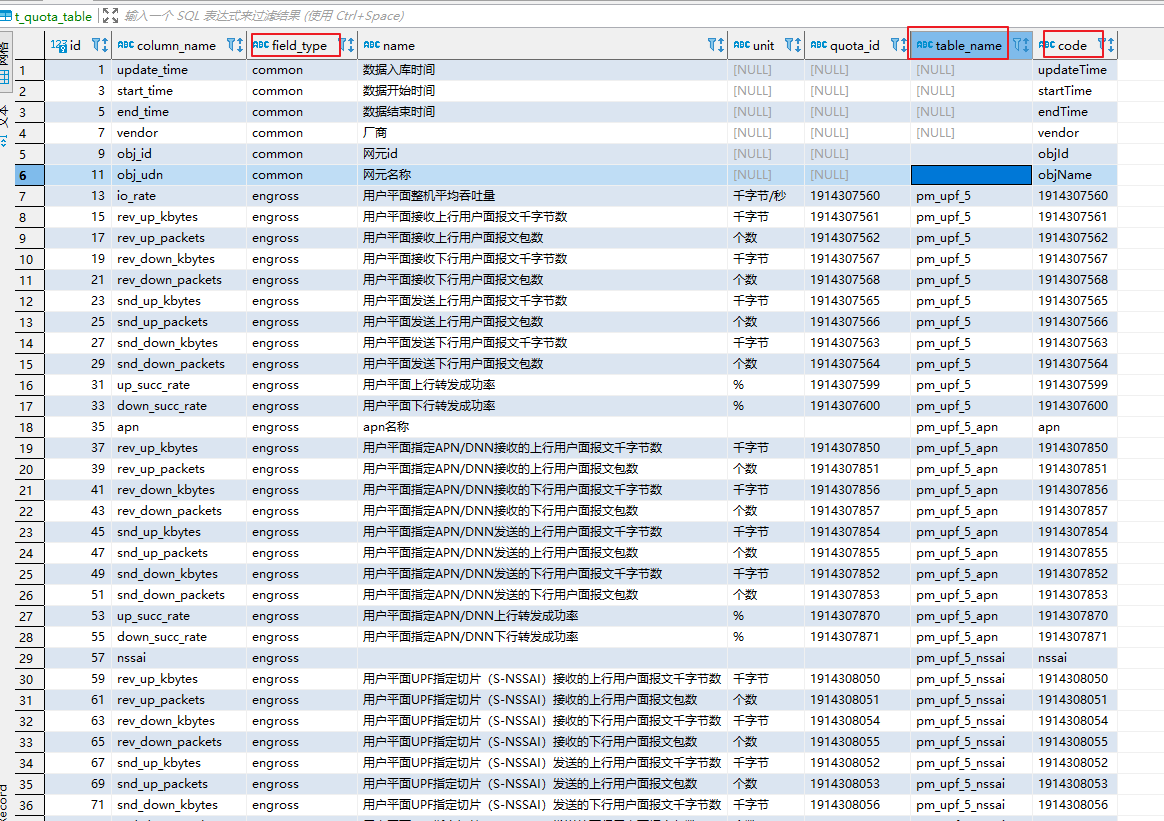 t_quota_table 输入一个 SQL 表达式来过滤结果 (使用 Ctrl+Space)
网格
文本
123 id ABC column_name ABC field_type ABC name ABC unit ABC quota_id ABC table_name ABC code
1 1 update_time common 数据入库时间 [NULL] [NULL] [NULL] updateTime
2 3 start_time common 数据开始时间 [NULL] [NULL] [NULL] startTime
3 5 end_time common 数据结束时间 [NULL] [NULL] [NULL] endTime
4 7 vendor common 厂商 [NULL] [NULL] [NULL] vendor
5 9 obj_id common 网元id [NULL] [NULL] objId
6 11 obj_udn common 网元名称 [NULL] [NULL] objName
7 13 io_rate engross 用户平面整机平均吞吐量 千字节/秒 1914307560 pm_upf_5 1914307560
8 15 rev_up_kbytes engross 用户平面接收上行用户面报文千字节数 千字节 1914307561 pm_upf_5 1914307561
9 17 rev_up_packets engross 用户平面接收上行用户面报文包数 个数 1914307562 pm_upf_5 1914307562
10 19 rev_down_kbytes engross 用户平面接收下行用户面报文千字节数 千字节 1914307567 pm_upf_5 1914307567
11 21 rev_down_packets engross 用户平面接收下行用户面报文包数 个数 1914307568 pm_upf_5 1914307568
12 23 snd_up_kbytes engross 用户平面发送上行用户面报文千字节数 千字节 1914307565 pm_upf_5 1914307565
13 25 snd_up_packets engross 用户平面发送上行用户面报文包数 个数 1914307566 pm_upf_5 1914307566
14 27 snd_down_kbytes engross 用户平面发送下行用户面报文千字节数 千字节 1914307563 pm_upf_5 1914307563
15 29 snd_down_packets engross 用户平面发送下行用户面报文包数 个数 1914307564 pm_upf_5 1914307564
16 31 up_succ_rate engross 用户平面上行转发成功率 % 1914307599 pm_upf_5 1914307599
17 33 down_succ_rate engross 用户平面下行转发成功率 % 1914307600 pm_upf_5 1914307600
18 35 apn engross apn名称 pm_upf_5_apn apn
19 37 rev_up_kbytes engross 用户平面指定APN/DNN接收的上行用户面报文千字节数 千字节 1914307850 pm_upf_5_apn 1914307850
20 39 rev_up_packets engross 用户平面指定APN/DNN接收的上行用户面报文包数 个数 1914307851 pm_upf_5_apn 1914307851
21 41 rev_down_kbytes engross 用户平面指定APN/DNN接收的下行用户面报文千字节数 千字节 1914307856 pm_upf_5_apn 1914307856
22 43 rev_down_packets engross 用户平面指定APN/DNN接收的下行用户面报文包数 个数 1914307857 pm_upf_5_apn 1914307857
23 45 snd_up_kbytes engross 用户平面指定APN/DNN发送的上行用户面报文千字节数 千字节 1914307854 pm_upf_5_apn 1914307854
24 47 snd_up_packets engross 用户平面指定APN/DNN发送的上行用户面报文包数 个数 1914307855 pm_upf_5_apn 1914307855
25 49 snd_down_kbytes engross 用户平面指定APN/DNN发送的下行用户面报文千字节数 千字节 1914307852 pm_upf_5_apn 1914307852
26 51 snd_down_packets engross 用户平面指定APN/DNN发送的下行用户面报文包数 个数 1914307853 pm_upf_5_apn 1914307853
27 53 up_succ_rate engross 用户平面指定APN/DNN上行转发成功率 % 1914307870 pm_upf_5_apn 1914307870
28 55 down_succ_rate engross 用户平面指定APN/DNN下行转发成功率 % 1914307871 pm_upf_5_apn 1914307871
29 57 nssai engross pm_upf_5_nssai nssai
30 59 rev_up_kbytes engross 用户平面UPF指定切片（S-NSSAI）接收的上行用户面报文千字节数 千字节 1914308050 pm_upf_5_nssai 1914308050
31 61 rev_up_packets engross 用户平面UPF指定切片（S-NSSAI）接收的上行用户面报文包数 个数 1914308051 pm_upf_5_nssai 1914308051
32 63 rev_down_kbytes engross 用户平面UPF指定切片（S-NSSAI）接收的下行用户面报文千字节数 千字节 1914308054 pm_upf_5_nssai 1914308054
33 65 rev_down_packets engross 用户平面UPF指定切片（S-NSSAI）接收的下行用户面报文包数 个数 1914308055 pm_upf_5_nssai 1914308055
34 67 snd_up_kbytes engross 用户平面UPF指定切片（S-NSSAI）发送的上行用户面报文千字节数 千字节 1914308052 pm_upf_5_nssai 1914308052
35 69 snd_up_packets engross 用户平面UPF指定切片（S-NSSAI）发送的上行用户面报文包数 个数 1914308053 pm_upf_5_nssai 1914308053
36 71 snd_down_kbytes engross 用户平面UPF指定切片（S-NSSAI）发送的下行用户面报文千字节数 千字节 1914308056 pm_upf_5_nssai 1914308056